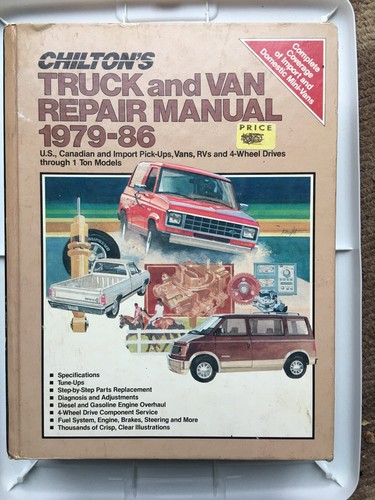 CHILTON'S
TRUCK and VAN
REPAIR MANUAL
1979-86
Complete
Coverage
of Import and
Domestic Mini-Vans
PRICE
U.S., Canadian and Import Pick-Ups, Vans, RVs and 4-Wheel Drives
through 1 Ton Models
■ Specifications
■ Tune-Ups
■ Step-by-Step Parts Replacement
■ Diagnosis and Adjustments
■ Diesel and Gasoline Engine Overhaul
■ 4-Wheel Drive Component Service
■ Fuel System, Engine, Brakes, Steering and More
■ Thousands of Crisp, Clear Illustrations